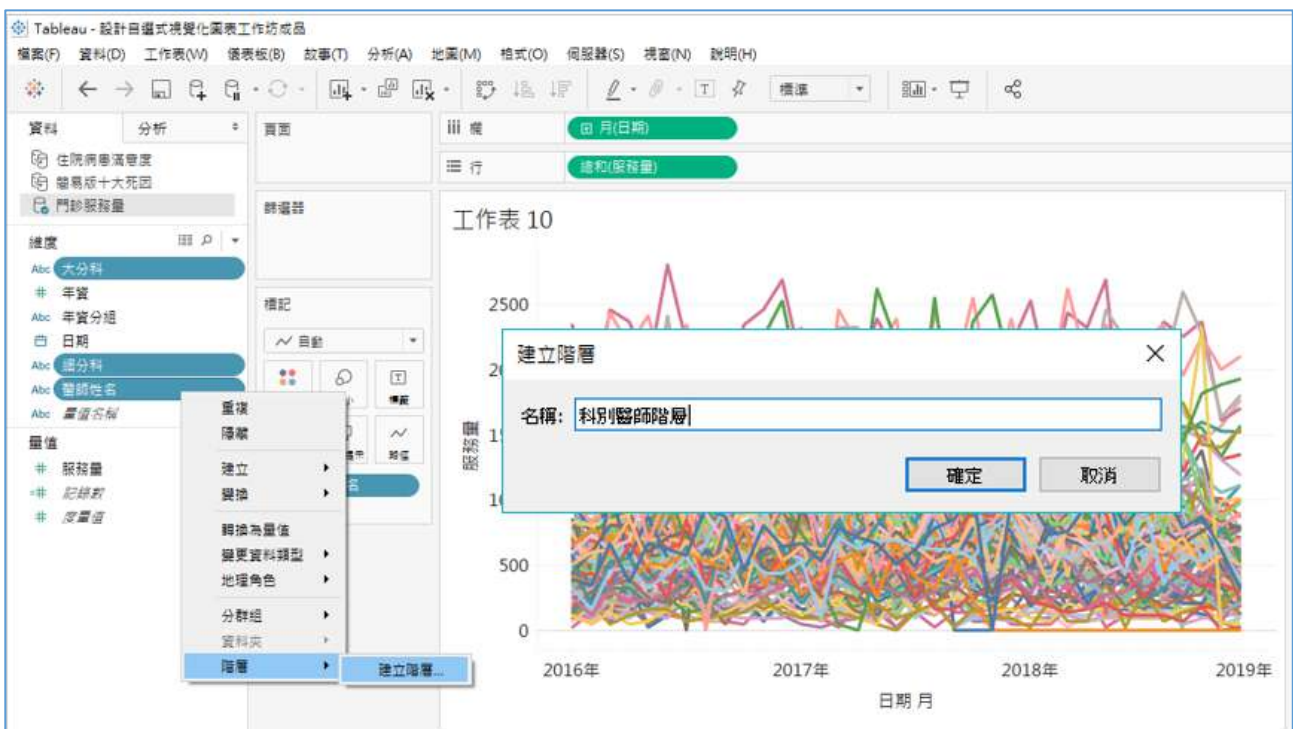 Tableau - 設計自選式視覺化圖表工作坊成品
檔案(F) 資料(D) 工作表(W) 儀表板(B) 故事(T) 分析(A) 地圖(M) 格式(O) 伺服器(S) 視窗(N) 說明(H)
標準
資料 分析
頁面
欄 月(日期)
住院病患滿意度
簡易版十大死因
門診服務量
行 總和(服務量)
篩選器
工作表 10
維度
Abc 大分科
# 年資
Abc 年資分組
日期
Abc 細分科
Abc 醫師姓名
Abc 量值名稱
量值
# 服務量
=# 記錄數
# 度量值
標記
自動
標籤
路徑
重複
隱藏
建立
變換
轉換為量值
變更資料類型
地理角色
分群組
資料夾
階層
建立階層...
建立階層
名稱: 科別醫師階層
確定 取消
服務量
2500
500
0
2016年 2017年 2018年 2019年
日期 月